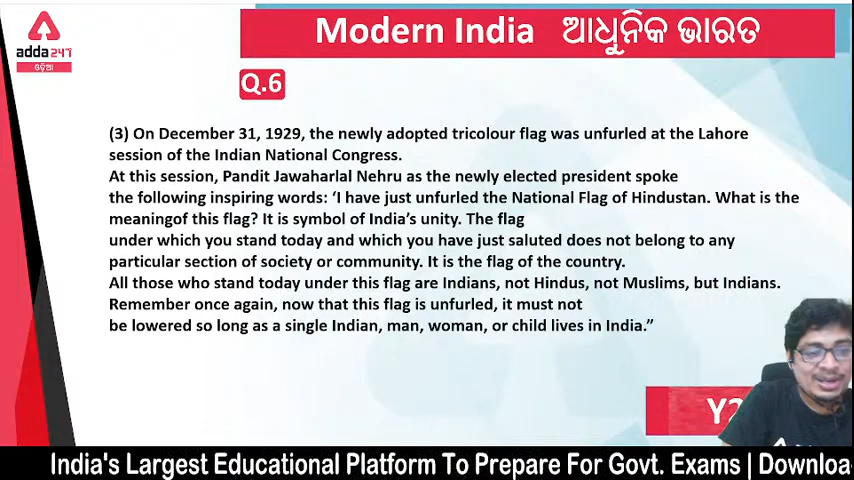 Modern India ଆଧୁନିକ ଭାରତ
adda247
ଓଡ଼ିଆ
Q.6
(3) On December 31, 1929, the newly adopted tricolour flag was unfurled at the Lahore
session of the Indian National Congress.
At this session, Pandit Jawaharlal Nehru as the newly elected president spoke
the following inspiring words: ‘I have just unfurled the National Flag of Hindustan. What is the
meaningof this flag? It is symbol of India’s unity. The flag
under which you stand today and which you have just saluted does not belong to any
particular section of society or community. It is the flag of the country.
All those who stand today under this flag are Indians, not Hindus, not Muslims, but Indians.
Remember once again, now that this flag is unfurled, it must not
be lowered so long as a single Indian, man, woman, or child lives in India.”
India's Largest Educational Platform To Prepare For Govt. Exams | Downloa